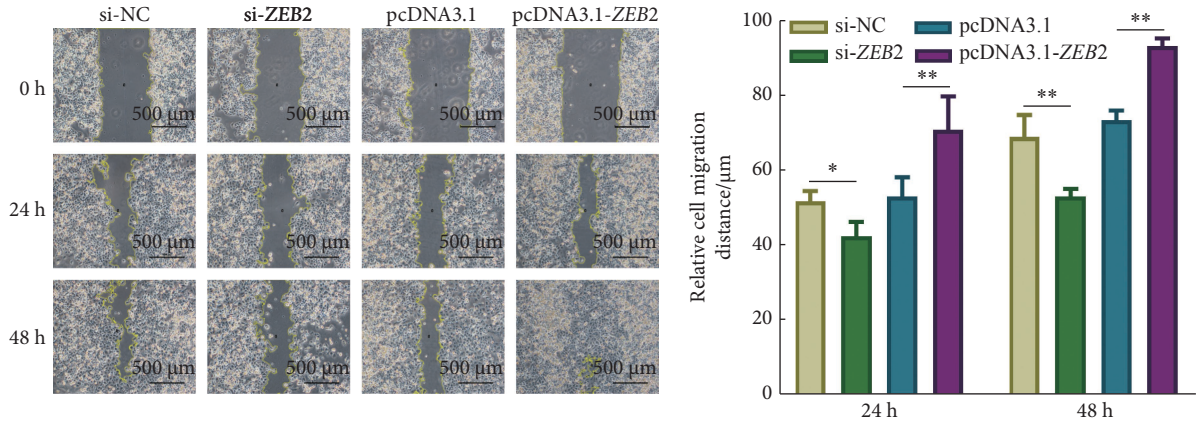 si-NC si-ZEB2 pcDNA3.1 pcDNA3.1-ZEB2
0 h
500 µm 500 µm 500 µm 500 µm
24 h
500 µm 500 µm 500 µm 500 µm
48 h
500 µm 500 µm 500 µm 500 µm
Relative cell migration
distance/µm
100
80
60
40
20
0
si-NC pcDNA3.1
si-ZEB2 pcDNA3.1-ZEB2
* ** ** **
24 h 48 h